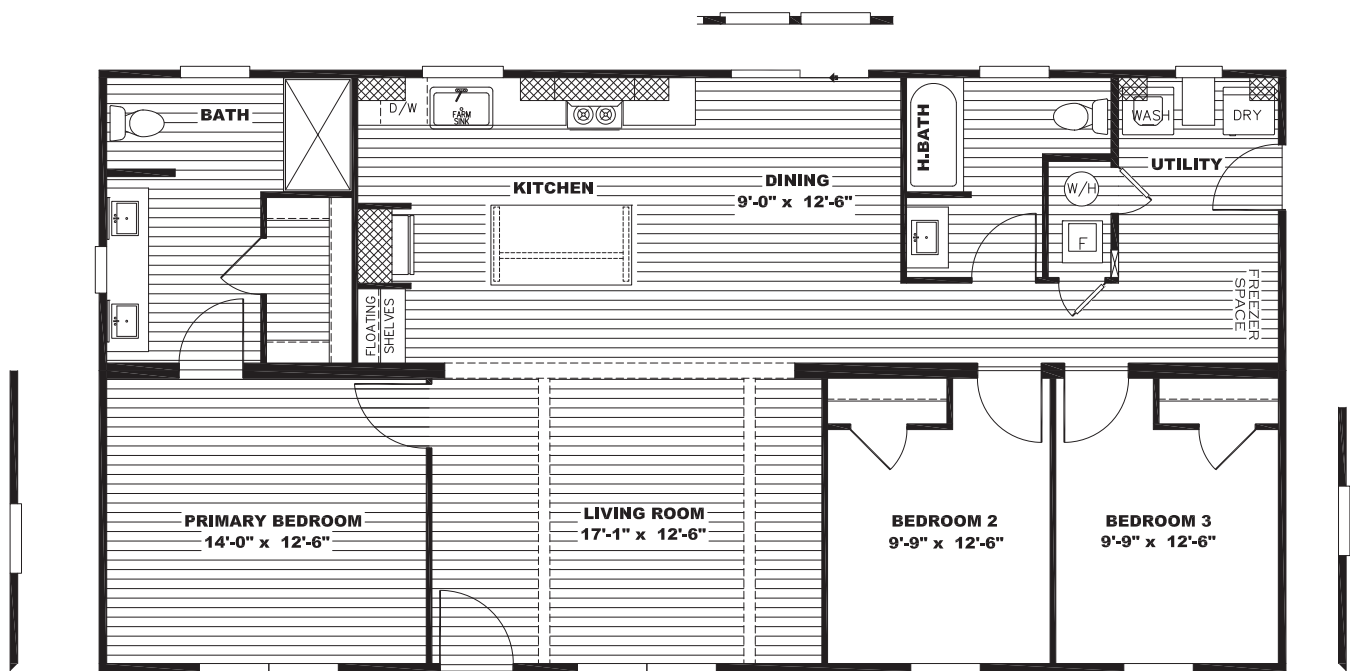 BATH
D/W
FARM
SINK
H.BATH
WASH
DRY
UTILITY
KITCHEN
DINING
9'-0" x 12'-6"
W/H
F
FLOATING
SHELVES
FREEZER
SPACE
PRIMARY BEDROOM
14'-0" x 12'-6"
LIVING ROOM
17'-1" x 12'-6"
BEDROOM 2
9'-9" x 12'-6"
BEDROOM 3
9'-9" x 12'-6"